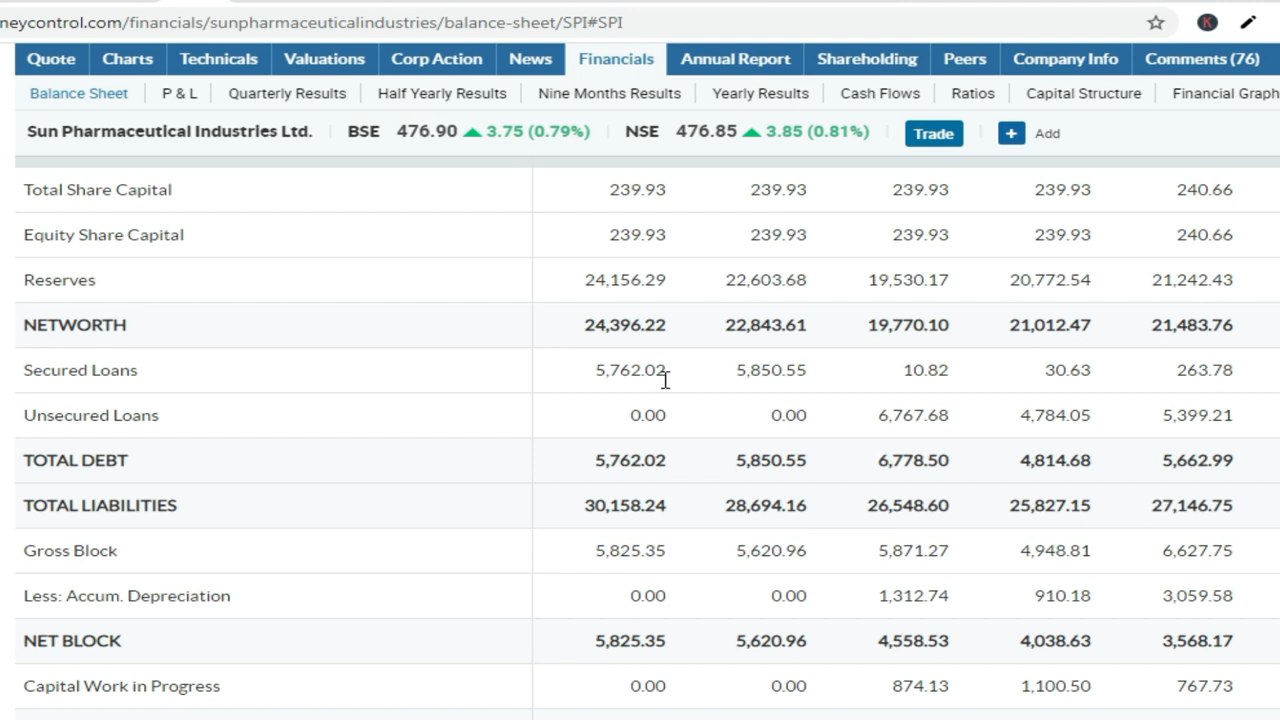 neycontrol.com/financials/sunpharmaceuticalindustries/balance-sheet/SPI#SPI K
Quote Charts Technicals Valuations Corp Action News Financials Annual Report Shareholding Peers Company Info Comments (76)
Balance Sheet P & L Quarterly Results Half Yearly Results Nine Months Results Yearly Results Cash Flows Ratios Capital Structure Financial Graph
Sun Pharmaceutical Industries Ltd. BSE 476.90 3.75 (0.79%) NSE 476.85 3.85 (0.81%) Trade + Add
Total Share Capital 239.93 239.93 239.93 239.93 240.66
Equity Share Capital 239.93 239.93 239.93 239.93 240.66
Reserves 24,156.29 22,603.68 19,530.17 20,772.54 21,242.43
NETWORTH 24,396.22 22,843.61 19,770.10 21,012.47 21,483.76
Secured Loans 5,762.02 5,850.55 10.82 30.63 263.78
Unsecured Loans 0.00 0.00 6,767.68 4,784.05 5,399.21
TOTAL DEBT 5,762.02 5,850.55 6,778.50 4,814.68 5,662.99
TOTAL LIABILITIES 30,158.24 28,694.16 26,548.60 25,827.15 27,146.75
Gross Block 5,825.35 5,620.96 5,871.27 4,948.81 6,627.75
Less: Accum. Depreciation 0.00 0.00 1,312.74 910.18 3,059.58
NET BLOCK 5,825.35 5,620.96 4,558.53 4,038.63 3,568.17
Capital Work in Progress 0.00 0.00 874.13 1,100.50 767.73